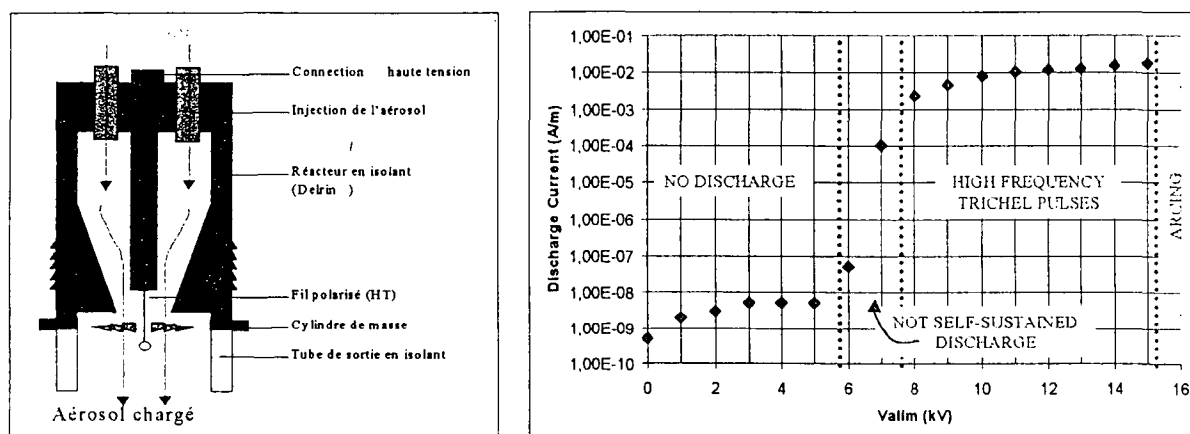 Connection haute tension
Injection de l'aérosol
Réacteur en isolant
(Delrin )
Fil polarisé (HT)
Cylindre de masse
Tube de sortie en isolant
Aérosol chargé
1,00E-01
1,00E-02
1,00E-03
1,00E-04
1,00E-05
1,00E-06
1,00E-07
1,00E-08
1,00E-09
1,00E-10
Discharge Current (A/m)
NO DISCHARGE
HIGH FREQUENCY
TRICHEL PULSES
ARCING
NOT SELF-SUSTAINED
DISCHARGE
0 2 4 6 8 10 12 14 16
Valim (kV)